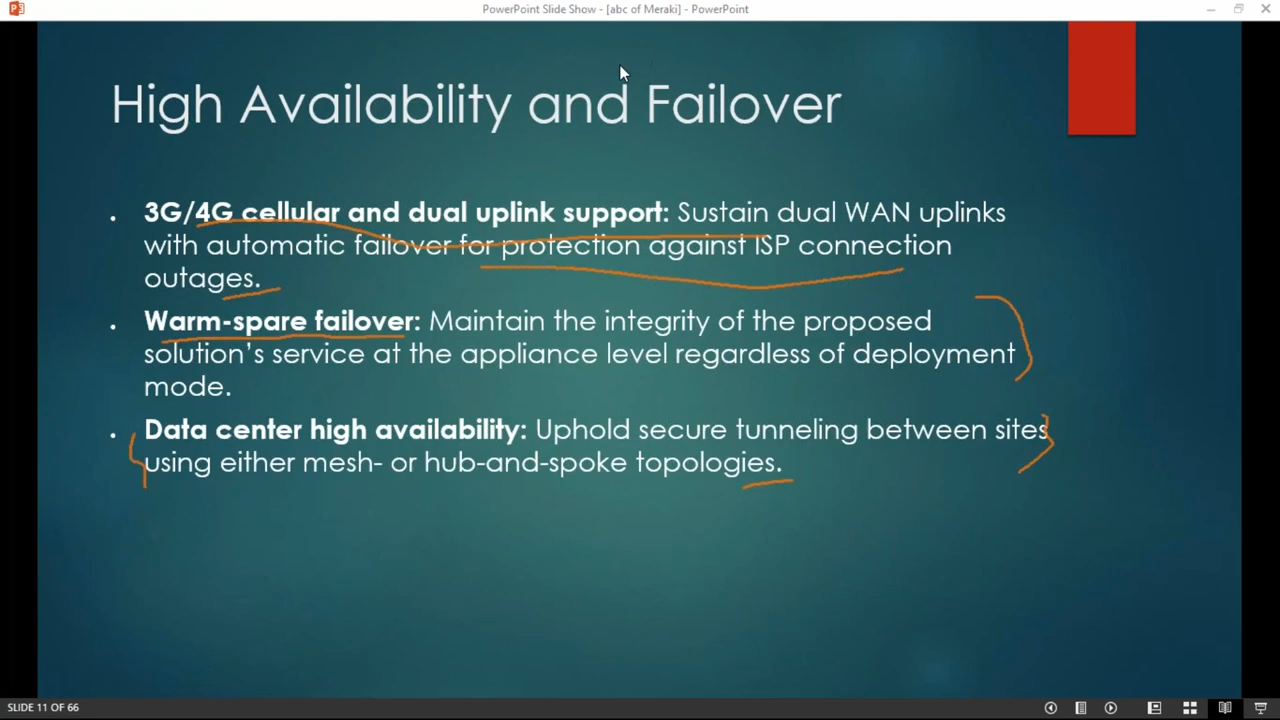 PowerPoint Slide Show - [abc of Meraki] - PowerPoint
High Availability and Failover
• 3G/4G cellular and dual uplink support: Sustain dual WAN uplinks
with automatic failover for protection against ISP connection
outages.
• Warm-spare failover: Maintain the integrity of the proposed
solution’s service at the appliance level regardless of deployment
mode.
• Data center high availability: Uphold secure tunneling between sites
using either mesh- or hub-and-spoke topologies.
SLIDE 11 OF 66